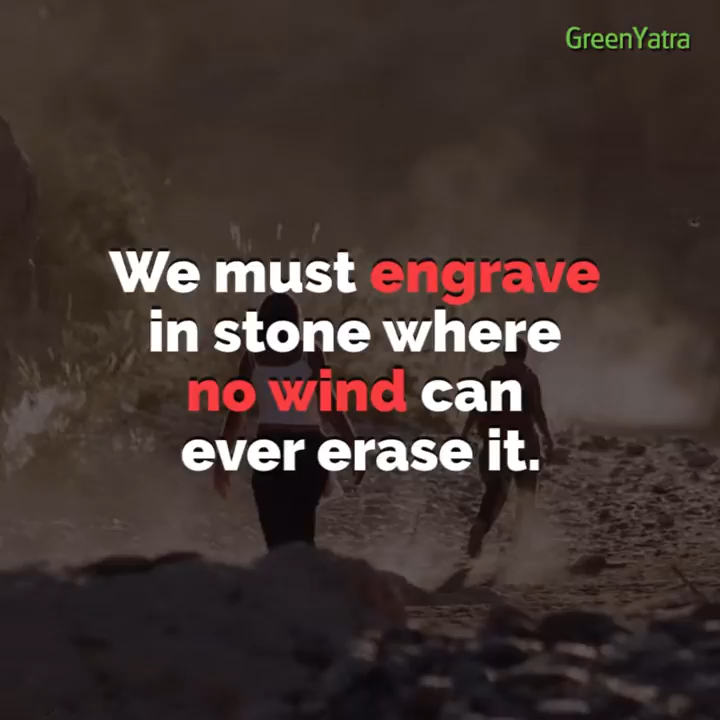 GreenYatra
We must engrave
in stone where
no wind can
ever erase it.